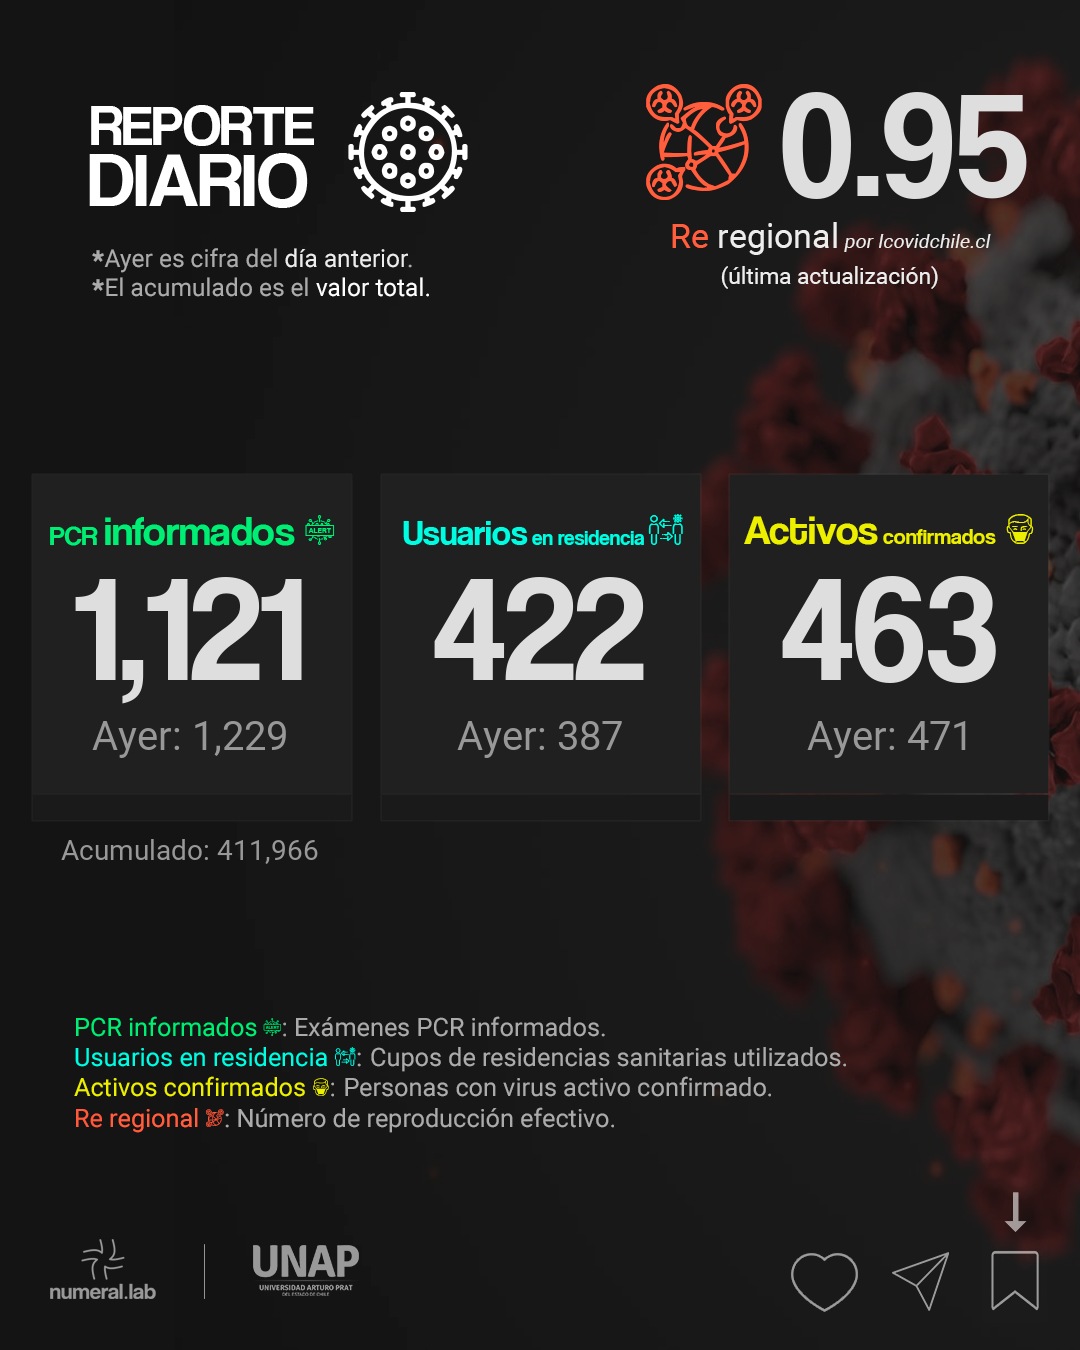 REPORTE
DIARIO
*Ayer es cifra del día anterior.
*El acumulado es el valor total.
0.95
Re regional por Icovidchile.cl
(última actualización)
PCR informados ALERT
1,121
Ayer: 1,229
Acumulado: 411,966
Usuarios en residencia
422
Ayer: 387
Activos confirmados
463
Ayer: 471
PCR informados ALERT: Exámenes PCR informados.
Usuarios en residencia : Cupos de residencias sanitarias utilizados.
Activos confirmados : Personas con virus activo confirmado.
Re regional : Número de reproducción efectivo.
numeral.lab
UNAP
UNIVERSIDAD ARTURO PRAT
DEL ESTADO DE CHILE